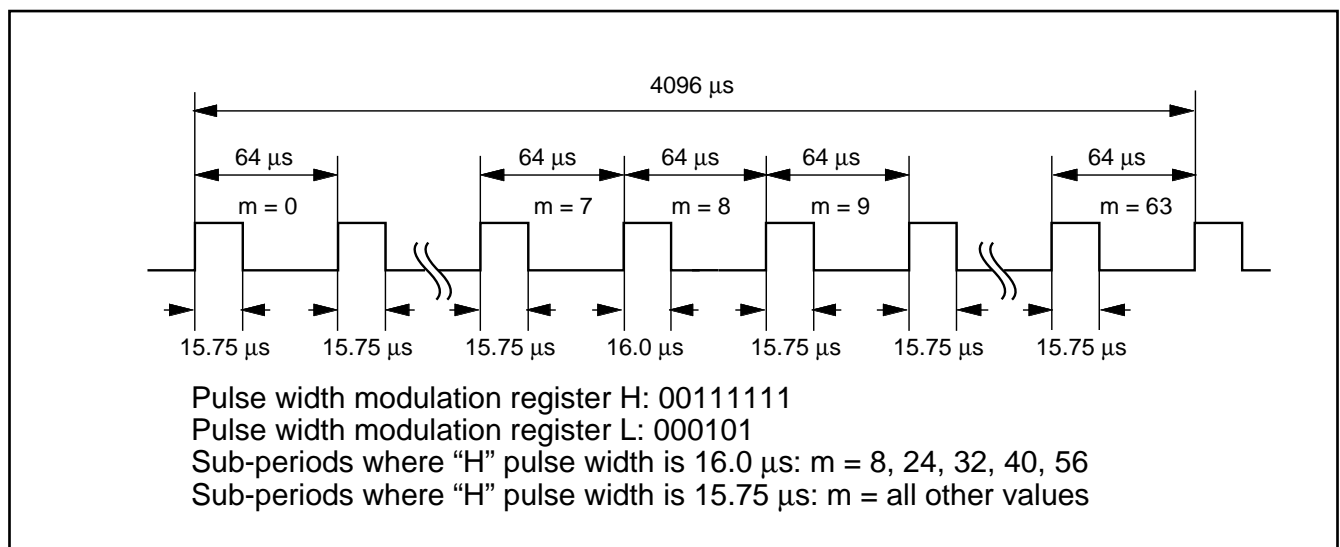 4096 μs
64 μs 64 μs 64 μs 64 μs 64 μs
m = 0 m = 7 m = 8 m = 9 m = 63
15.75 μs 15.75 μs 15.75 μs 16.0 μs 15.75 μs 15.75 μs 15.75 μs
Pulse width modulation register H: 00111111
Pulse width modulation register L: 000101
Sub-periods where “H” pulse width is 16.0 μs: m = 8, 24, 32, 40, 56
Sub-periods where “H” pulse width is 15.75 μs: m = all other values